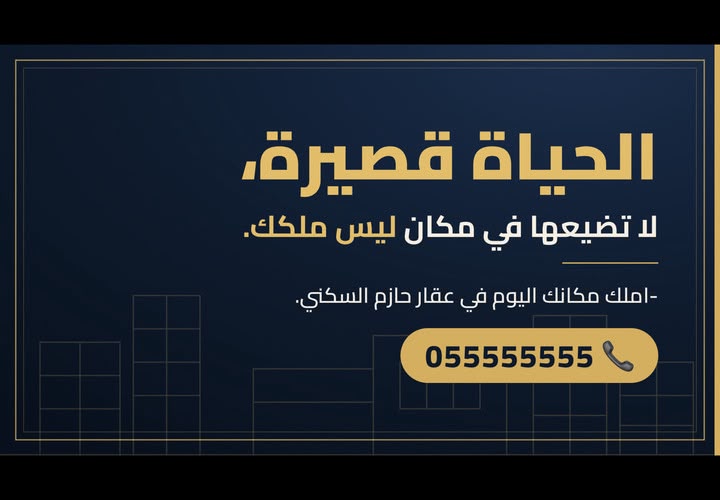 الحياة قصيرة،
لا تضيعها في مكان ليس ملكك.
-املك مكانك اليوم في عقار حازم السكني.
055555555